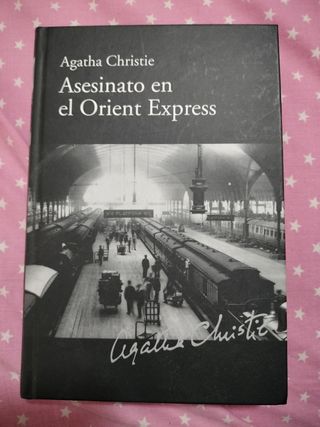 Agatha Christie
Asesinato en
el Orient Express
Agatha Christie